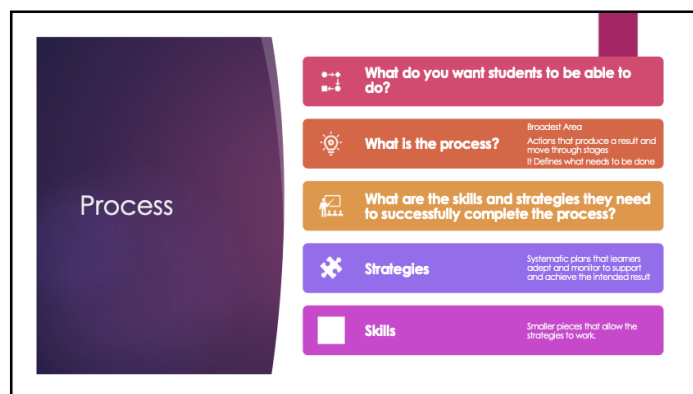 Process
What do you want students to be able to
do?
What is the process?
Broadest Area
Actions that produce a result and
move through stages
It Defines what needs to be done
What are the skills and strategies they need
to successfully complete the process?
Strategies
Systematic plans that learners
adept and monitor to support
and achieve the intended result
Skills
Smaller pieces that allow the
strategies to work.